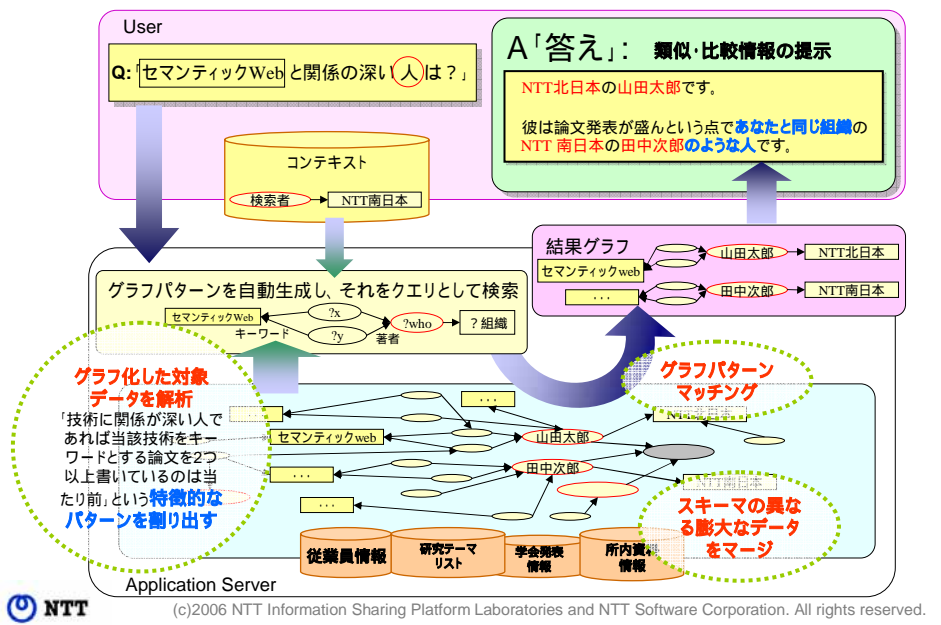 User
Q:「セマンティックWebと関係の深い人は？」
A「答え」: 類似・比較情報の提示
NTT北日本の山田太郎です。
彼は論文発表が盛んという点であなたと同じ組織の
NTT 南日本の田中次郎のような人です。
コンテキスト
検索者
NTT南日本
結果グラフ
セマンティックweb
山田太郎
NTT北日本
・・・
田中次郎
NTT南日本
グラフパターンを自動生成し、それをクエリとして検索
セマンティックWeb
?x
?y
?who
？組織
キーワード
著者
グラフ化した対象
データを解析
「技術に関係が深い人で
あれば当該技術をキー
ワードとする論文を2つ
以上書いているのは当
たり前」という特徴的な
パターンを割り出す
グラフパターン
マッチング
・・・
・・・
NTT北日本
セマンティックweb
山田太郎
・・・
田中次郎
NTT南日本
・・・
スキーマの異な
る膨大なデータ
をマージ
従業員情報
研究テーマ
リスト
学会発表
情報
所内資料
情報
Application Server
NTT
(c)2006 NTT Information Sharing Platform Laboratories and NTT Software Corporation. All rights reserved.